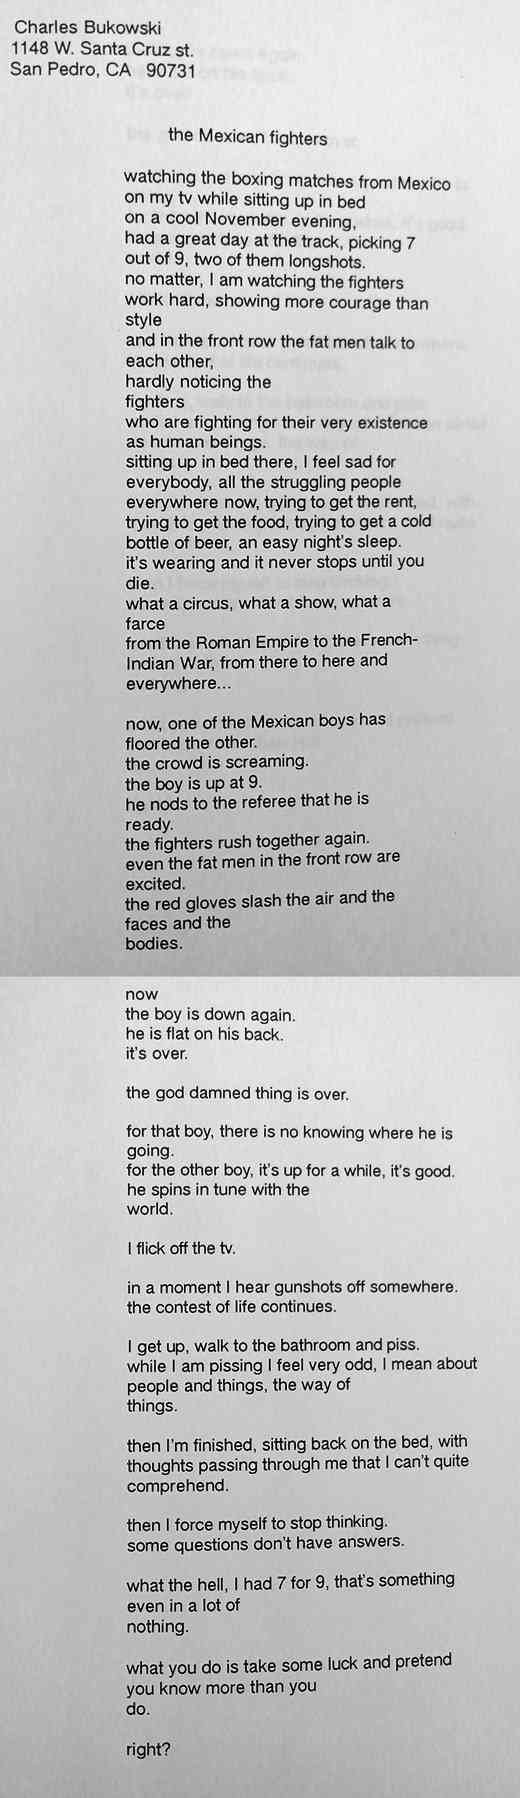 Charles Bukowski
1148 W. Santa Cruz st.
San Pedro, CA 90731
the Mexican fighters
watching the boxing matches from Mexico
on my tv while sitting up in bed
on a cool November evening,
had a great day at the track, picking 7
out of 9, two of them longshots.
no matter, I am watching the fighters
work hard, showing more courage than
style
and in the front row the fat men talk to
each other,
hardly noticing the
fighters
who are fighting for their very existence
as human beings.
sitting up in bed there, I feel sad for
everybody, all the struggling people
everywhere now, trying to get the rent,
trying to get the food, trying to get a cold
bottle of beer, an easy night's sleep.
it's wearing and it never stops until you
die.
what a circus, what a show, what a
farce
from the Roman Empire to the French-
Indian War, from there to here and
everywhere...
now, one of the Mexican boys has
floored the other.
the crowd is screaming.
the boy is up at 9.
he nods to the referee that he is
ready.
the fighters rush together again.
even the fat men in the front row are
excited.
the red gloves slash the air and the
faces and the
bodies.
now
the boy is down again.
he is flat on his back.
it's over.
the god damned thing is over.
for that boy, there is no knowing where he is
going.
for the other boy, it's up for a while, it's good.
he spins in tune with the
world.
I flick off the tv.
in a moment I hear gunshots off somewhere.
the contest of life continues.
I get up, walk to the bathroom and piss.
while I am pissing I feel very odd, I mean about
people and things, the way of
things.
then I'm finished, sitting back on the bed, with
thoughts passing through me that I can't quite
comprehend.
then I force myself to stop thinking.
some questions don't have answers.
what the hell, I had 7 for 9, that's something
even in a lot of
nothing.
what you do is take some luck and pretend
you know more than you
do.
right?